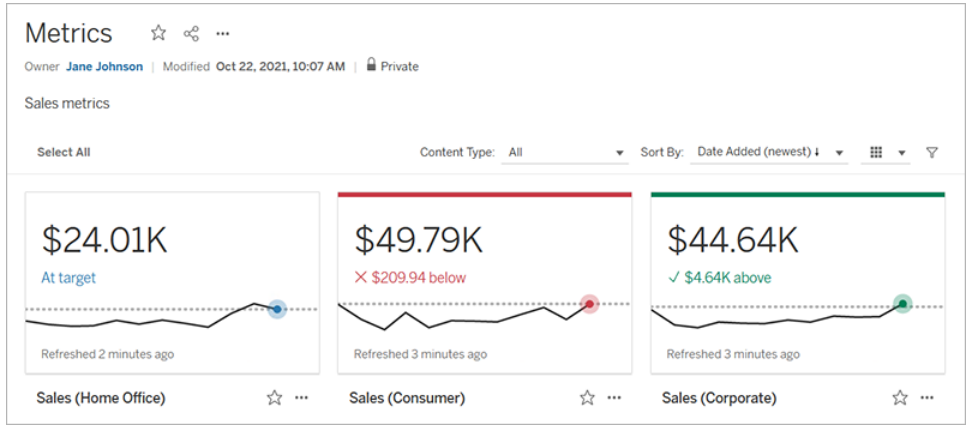 Metrics
Owner Jane Johnson | Modified Oct 22, 2021, 10:07 AM | Private
Sales metrics
Select All
Content Type: All
Sort By: Date Added (newest) ↓
$24.01K
At target
Refreshed 2 minutes ago
Sales (Home Office)
$49.79K
× $209.94 below
Refreshed 3 minutes ago
Sales (Consumer)
$44.64K
✓ $4.64K above
Refreshed 3 minutes ago
Sales (Corporate)